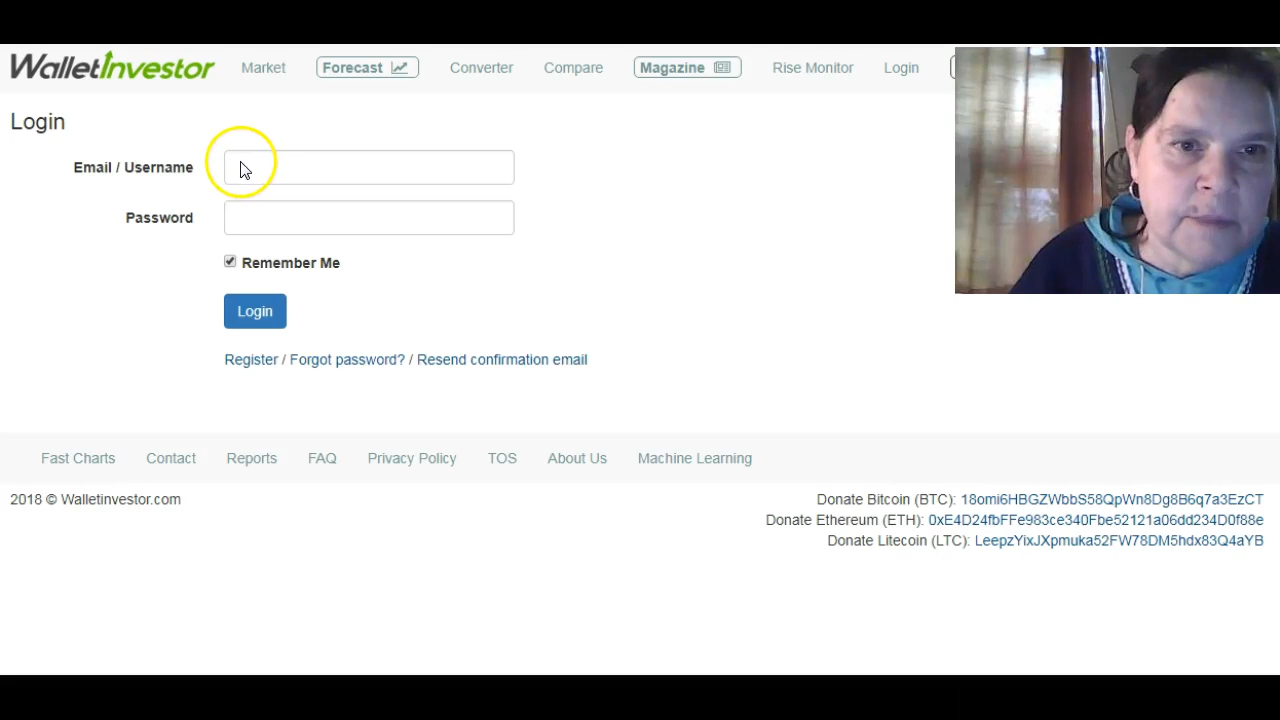 WalletInvestor Market Forecast Converter Compare Magazine Rise Monitor Login
Login
Email / Username
Password
Remember Me
Login
Register / Forgot password? / Resend confirmation email
Fast Charts Contact Reports FAQ Privacy Policy TOS About Us Machine Learning
2018 © Walletinvestor.com Donate Bitcoin (BTC): 18omi6HBGZWbbS58QpWn8Dg8B6q7a3EzCT
Donate Ethereum (ETH): 0xE4D24fbFFe983ce340Fbe52121a06dd234D0f88e
Donate Litecoin (LTC): LeepzYixJXpmuka52FW78DM5hdx83Q4aYB